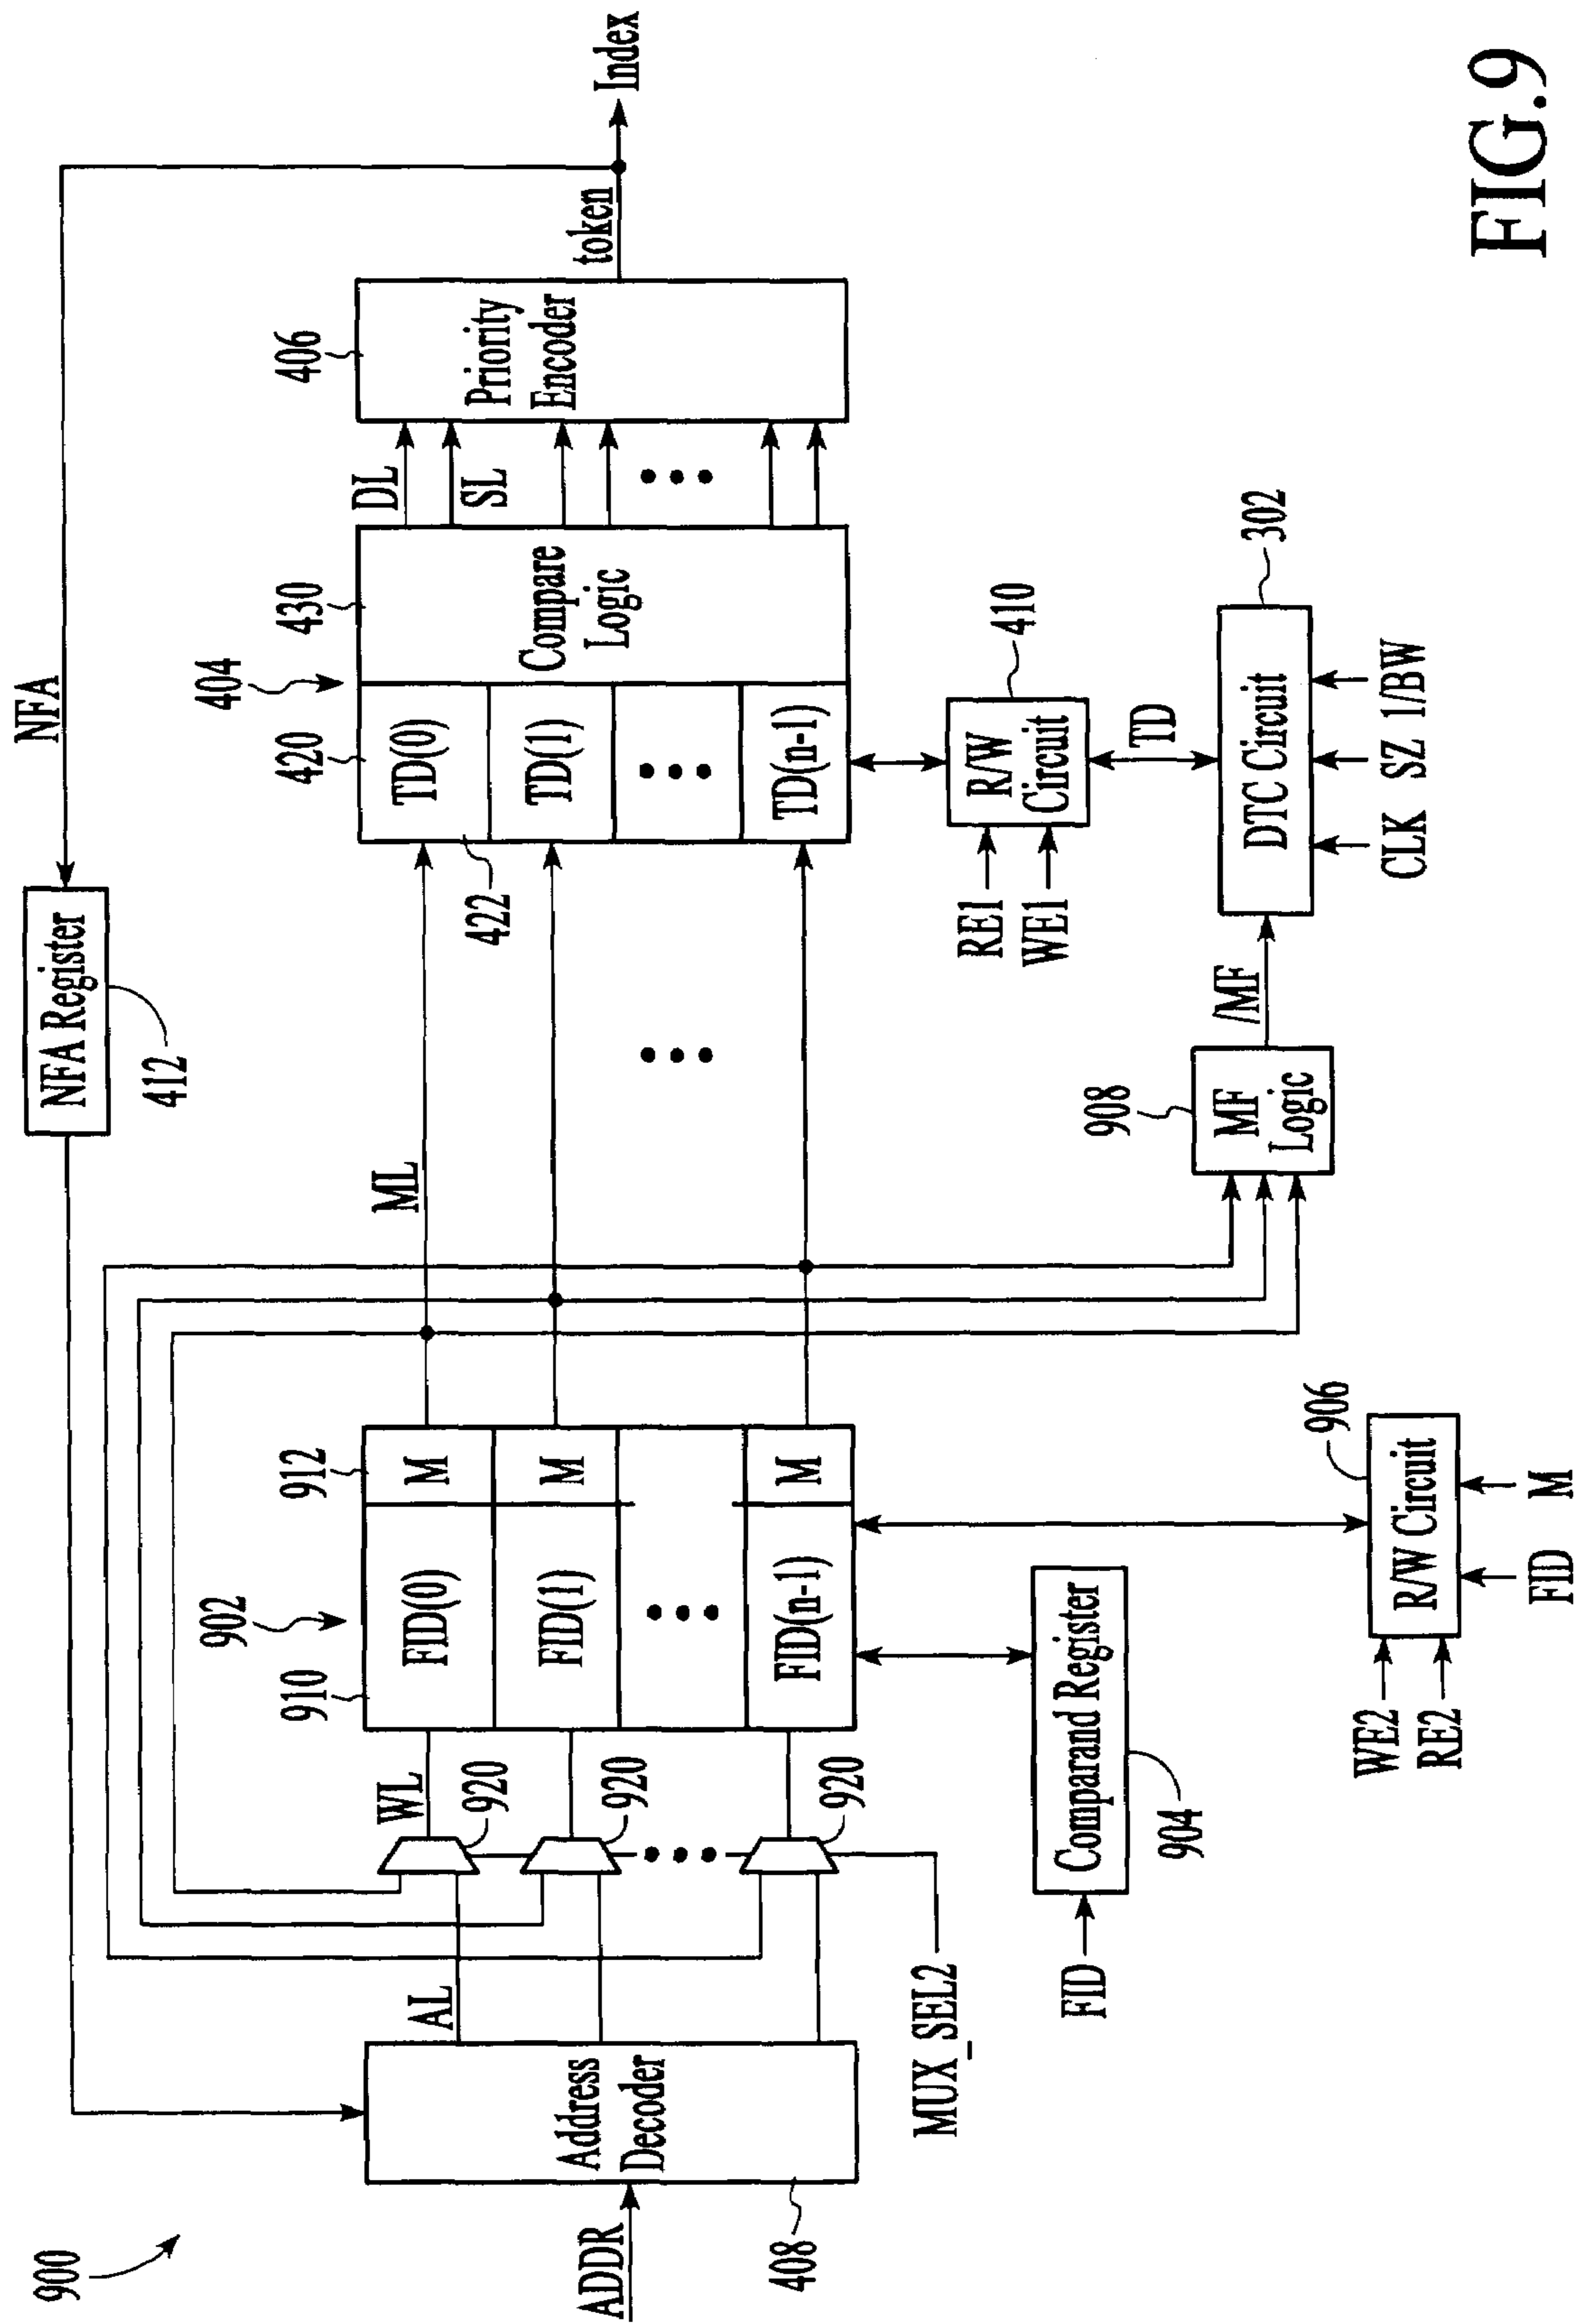 900
ADDR
408
Address
Decoder
AL
WL
920
920
920
MUX_SEL2
902
910
912
FID(0)
M
FID(1)
M
FID(n-1)
M
FID
Comparand Register
904
WE2
RE2
R/W Circuit
906
FID
M
NFA Register
412
NFA
ML
908
MF
Logic
/MF
404
420
422
430
TD(0)
TD(1)
TD(n-1)
Compare
Logic
RE1
WE1
R/W
Circuit
410
TD
DTC Circuit
302
CLK
SZ
1/BW
DL
SL
406
Priority
Encoder
token
Index
FIG.9